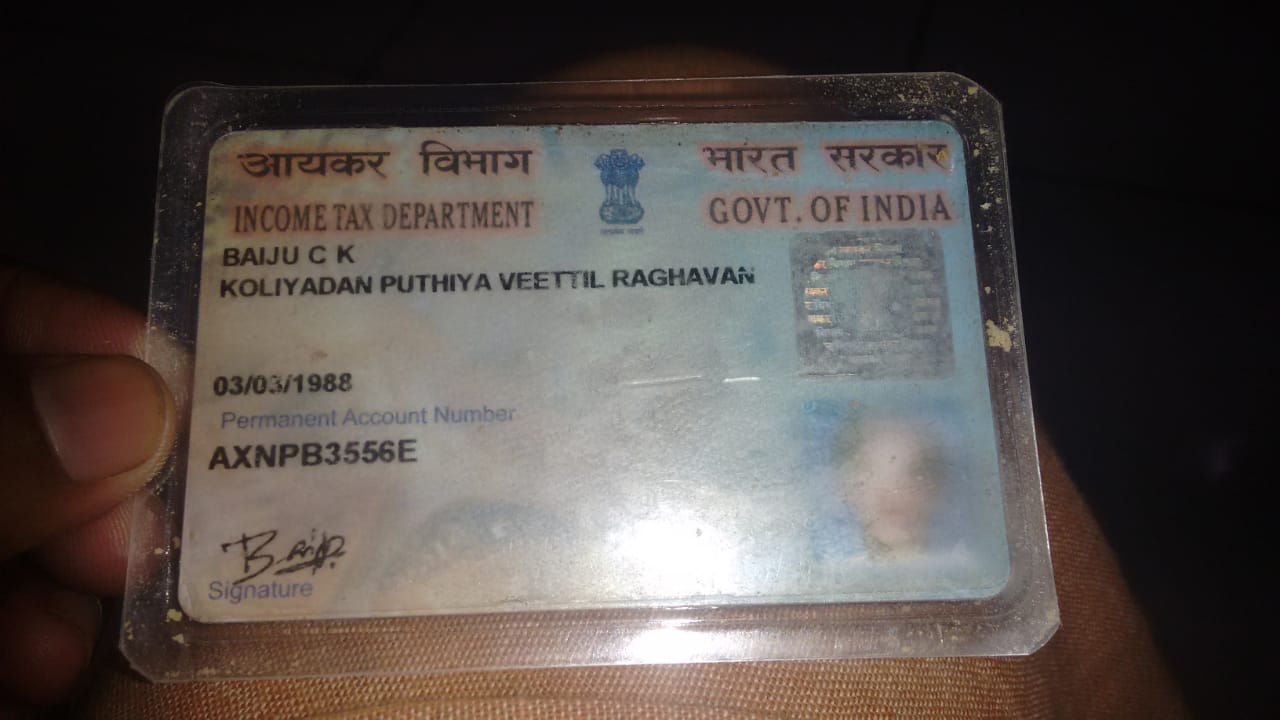 आयकर विभाग
भारत सरकार
INCOME TAX DEPARTMENT
GOVT. OF INDIA
BAIJU C K
KOLIYADAN PUTHIYA VEETTIL RAGHAVAN
03/03/1988
Permanent Account Number
AXNPB3556E
Signature